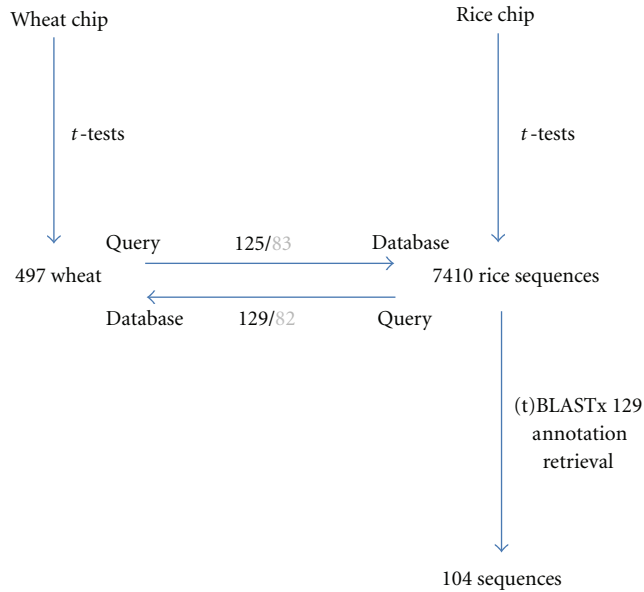 Wheat chip
Rice chip
t-tests
t-tests
Query 125/83 Database
497 wheat
7410 rice sequences
Database 129/82 Query
(t)BLASTx 129
annotation
retrieval
104 sequences